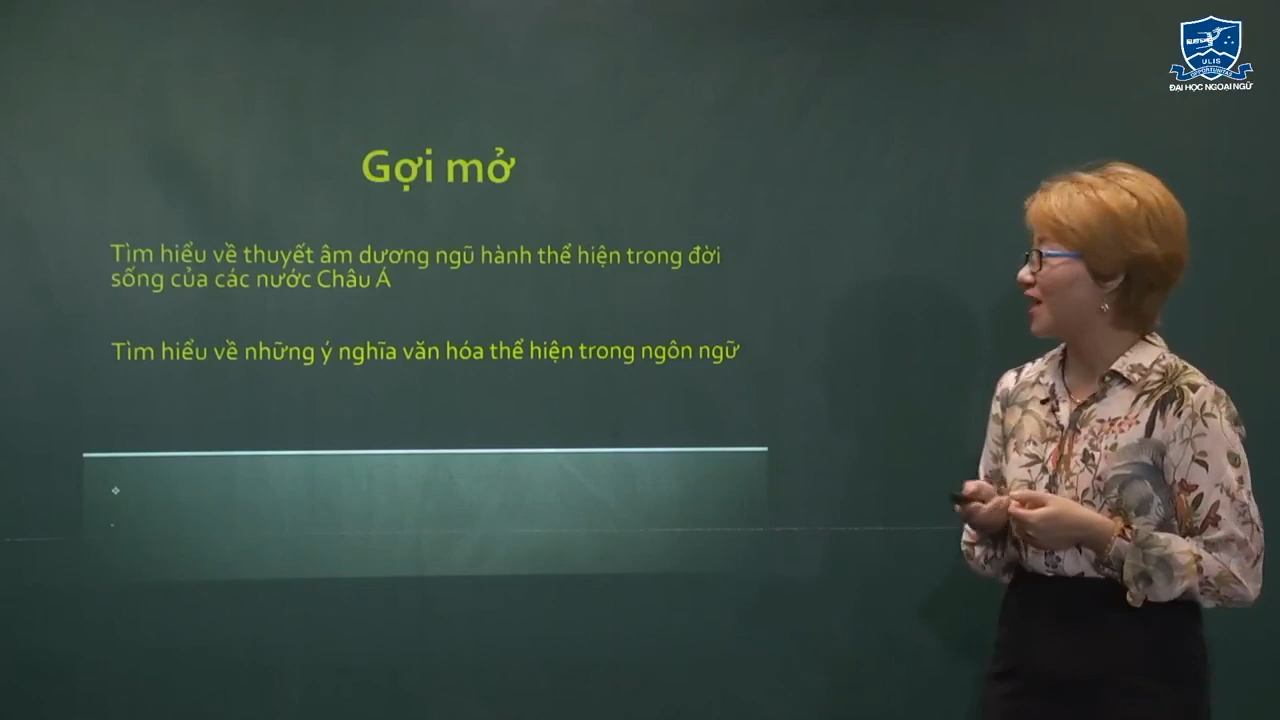 Gợi mở
Tìm hiểu về thuyết âm dương ngũ hành thể hiện trong đời
sống của các nước Châu Á
Tìm hiểu về những ý nghĩa văn hóa thể hiện trong ngôn ngữ
ULIS
OPPORTUNITAS
ĐẠI HỌC NGOẠI NGỮ